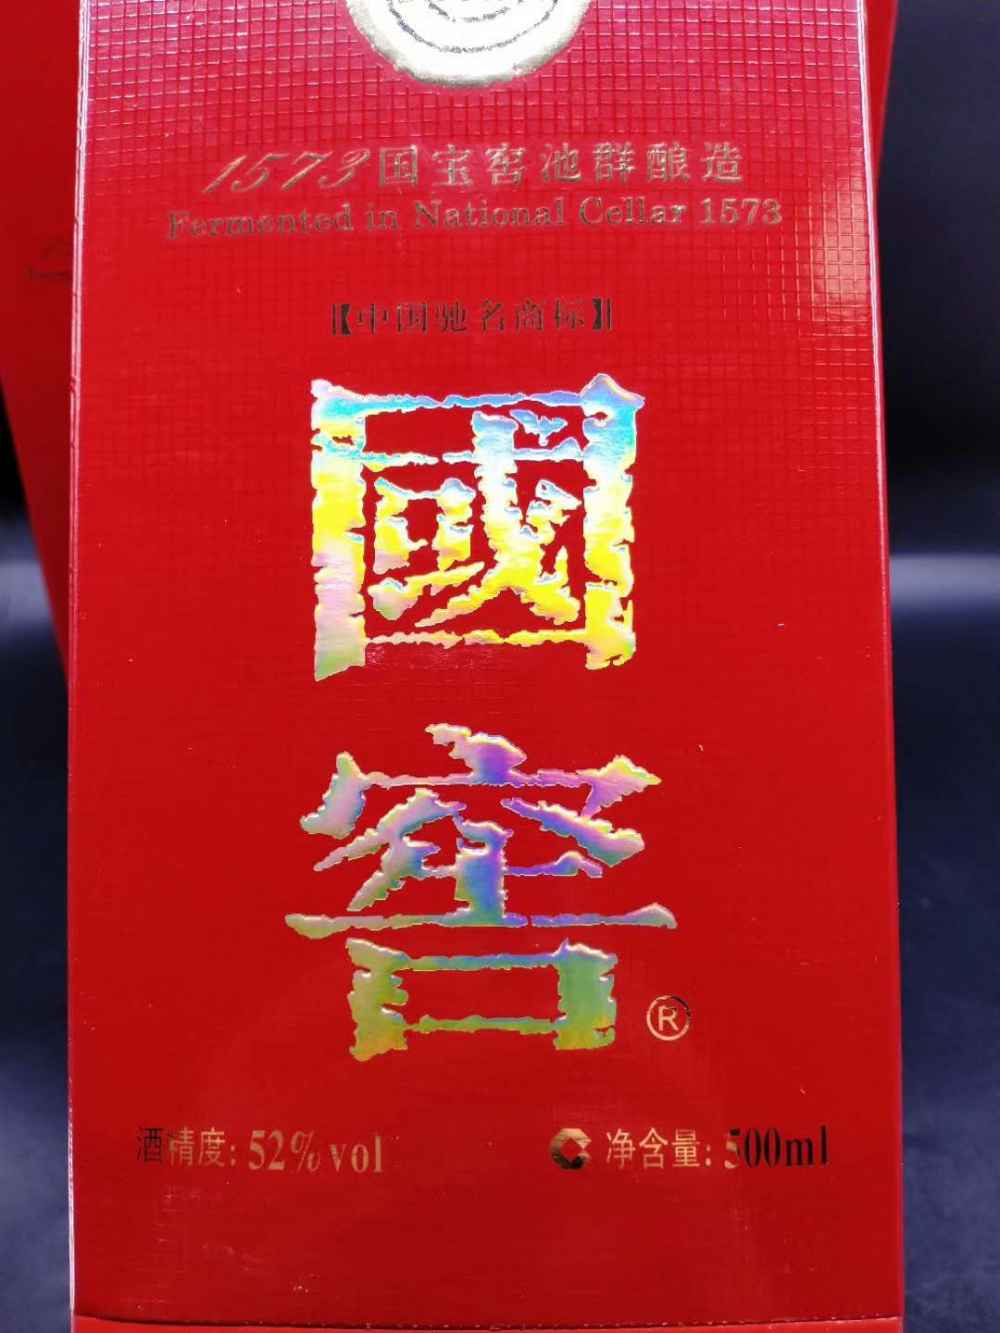 1573国宝窖池群酿造
Fermented in National Cellar 1573
【中国驰名商标】
國
窖
®
酒精度: 52%vol
净含量: 500ml